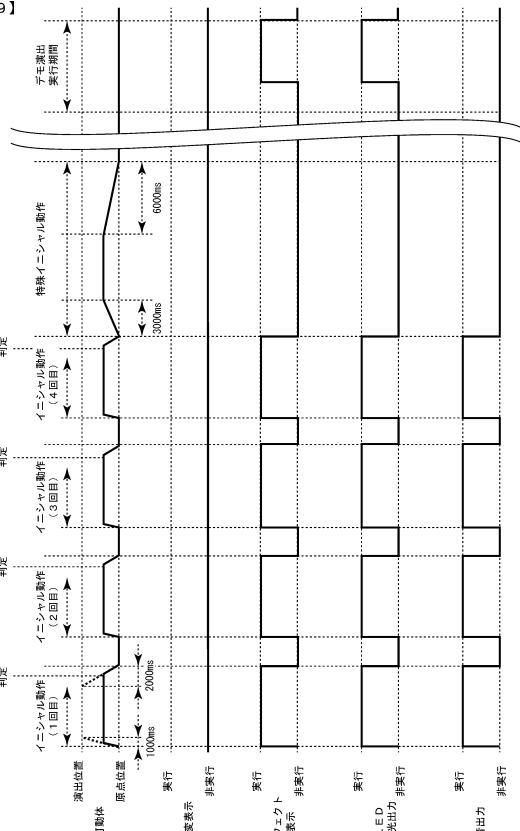 9】
判定
判定
判定
判定
イニシャル動作
(1回目)
イニシャル動作
(2回目)
イニシャル動作
(3回目)
イニシャル動作
(4回目)
特殊イニシャル動作
デモ演出
実行期間
演出位置
可動体
原点位置
1000ms
2000ms
3000ms
6000ms
実行
変表示
非実行
実行
フェクト
表示
非実行
実行
ED
光出力
非実行
実行
音出力
非実行